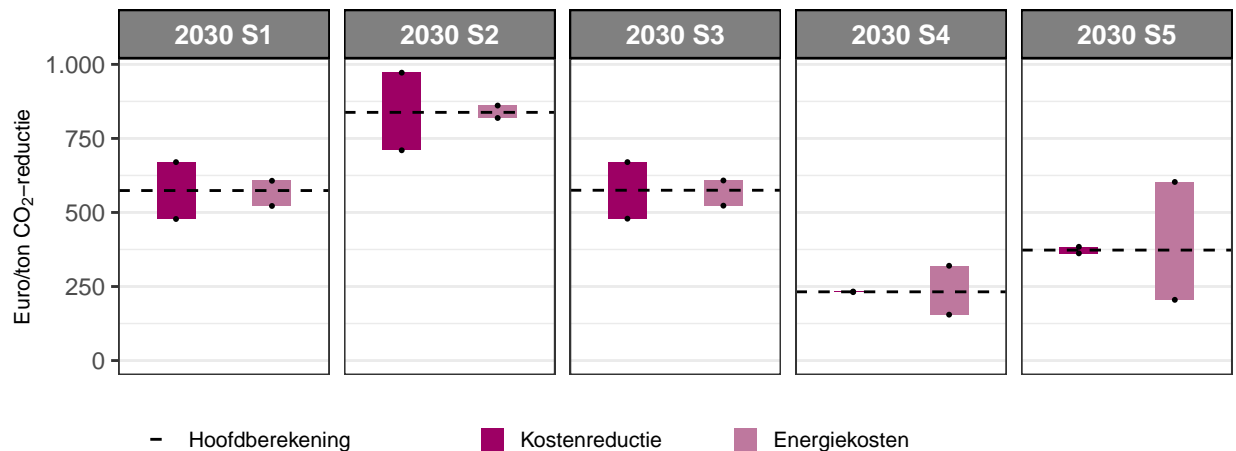 2030 S1 2030 S2 2030 S3 2030 S4 2030 S5
1.000
750
500
250
0
Euro/ton CO₂−reductie
Hoofdberekening Kostenreductie Energiekosten